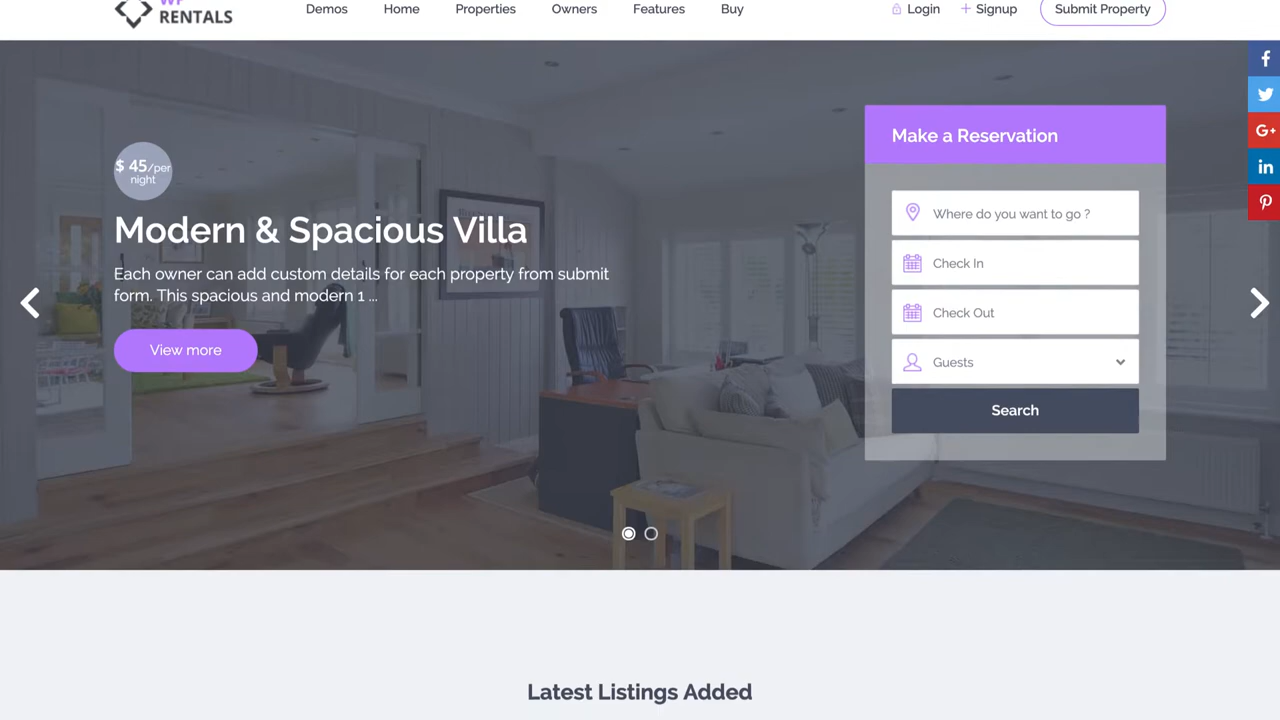 WP
RENTALS
Demos
Home
Properties
Owners
Features
Buy
Login
Signup
Submit Property
$ 45/per
night
Modern & Spacious Villa
Each owner can add custom details for each property from submit
form. This spacious and modern 1 ...
View more
Make a Reservation
Where do you want to go ?
Check In
Check Out
Guests
Search
G+
in
Latest Listings Added